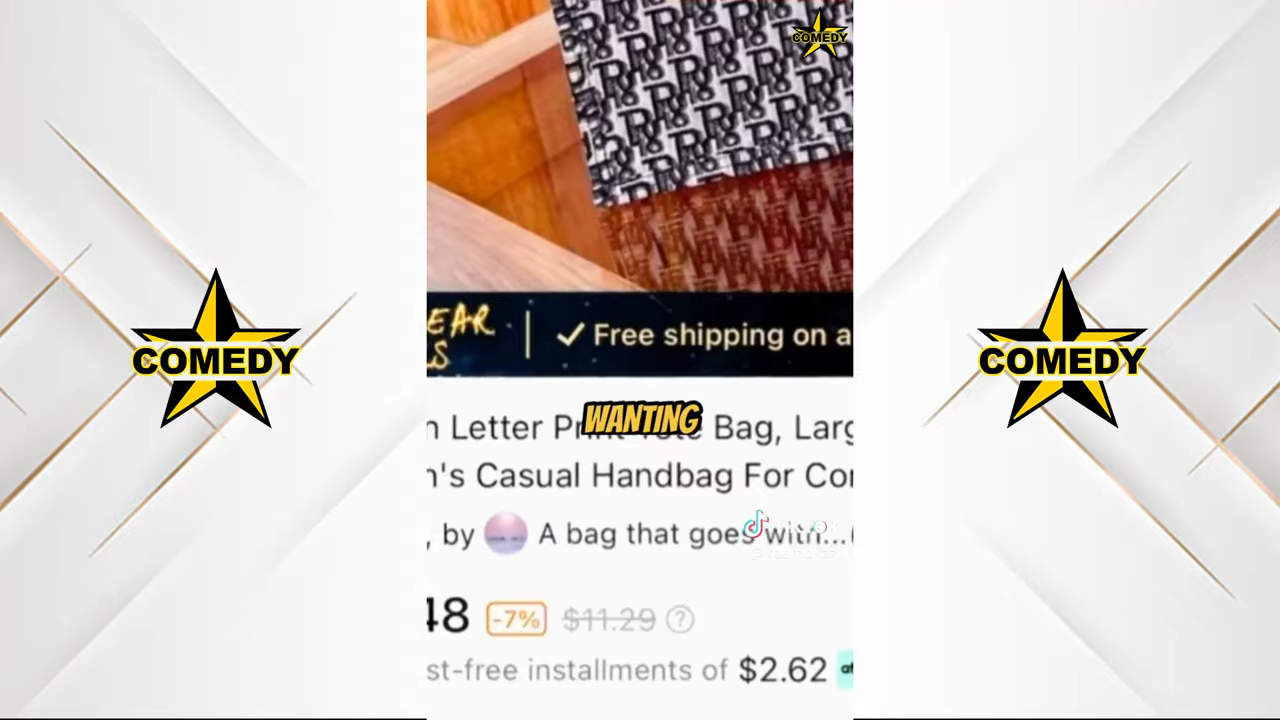 COMEDY
EAR
S
✓ Free shipping on a
WANTING
n Letter Print Tote Bag, Larg
n's Casual Handbag For Co
, by A bag that goes with...(
48 -7% $11.29 ?
st-free installments of $2.62
COMEDY
COMEDY
TikTok